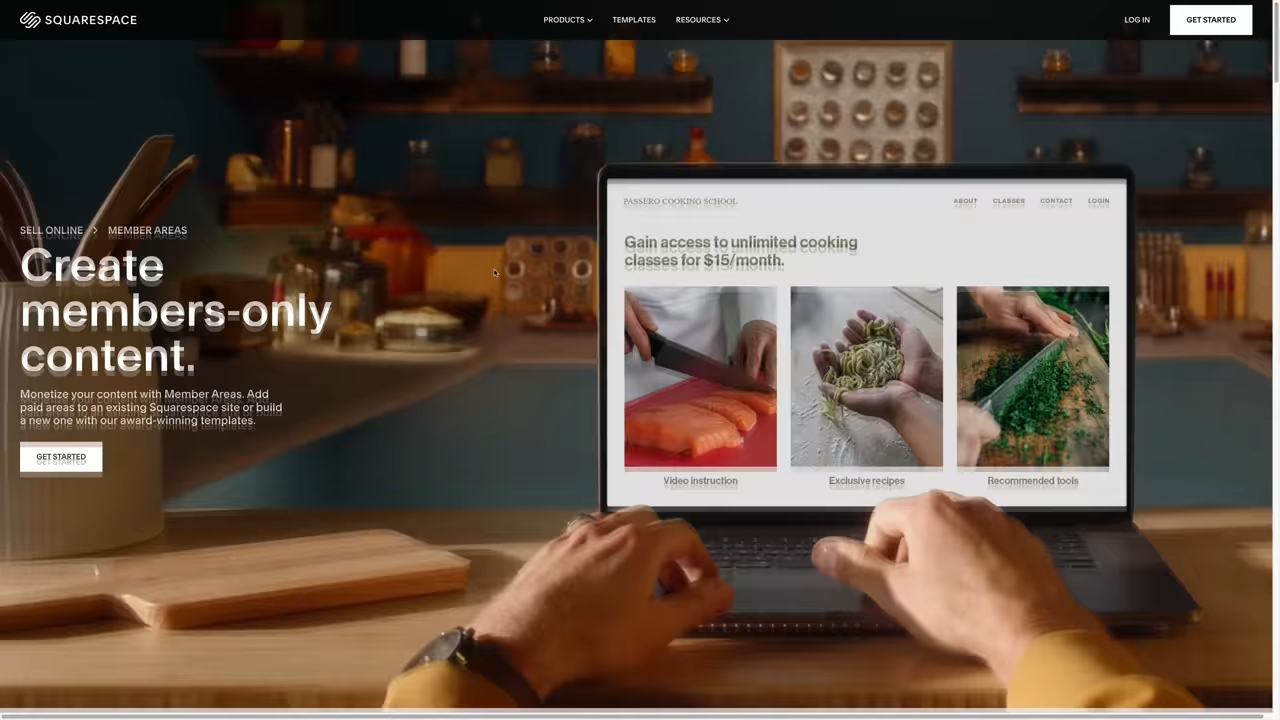 SQUARESPACE
PRODUCTS
TEMPLATES
RESOURCES
LOG IN
GET STARTED
SELL ONLINE > MEMBER AREAS
Create
members-only
content.
Monetize your content with Member Areas. Add
paid areas to an existing Squarespace site or build
a new one with our award-winning templates.
GET STARTED
PASSERO COOKING SCHOOL
ABOUT
CLASSES
CONTACT
LOGIN
Gain access to unlimited cooking
classes for $15/month.
Video instruction
Exclusive recipes
Recommended tools